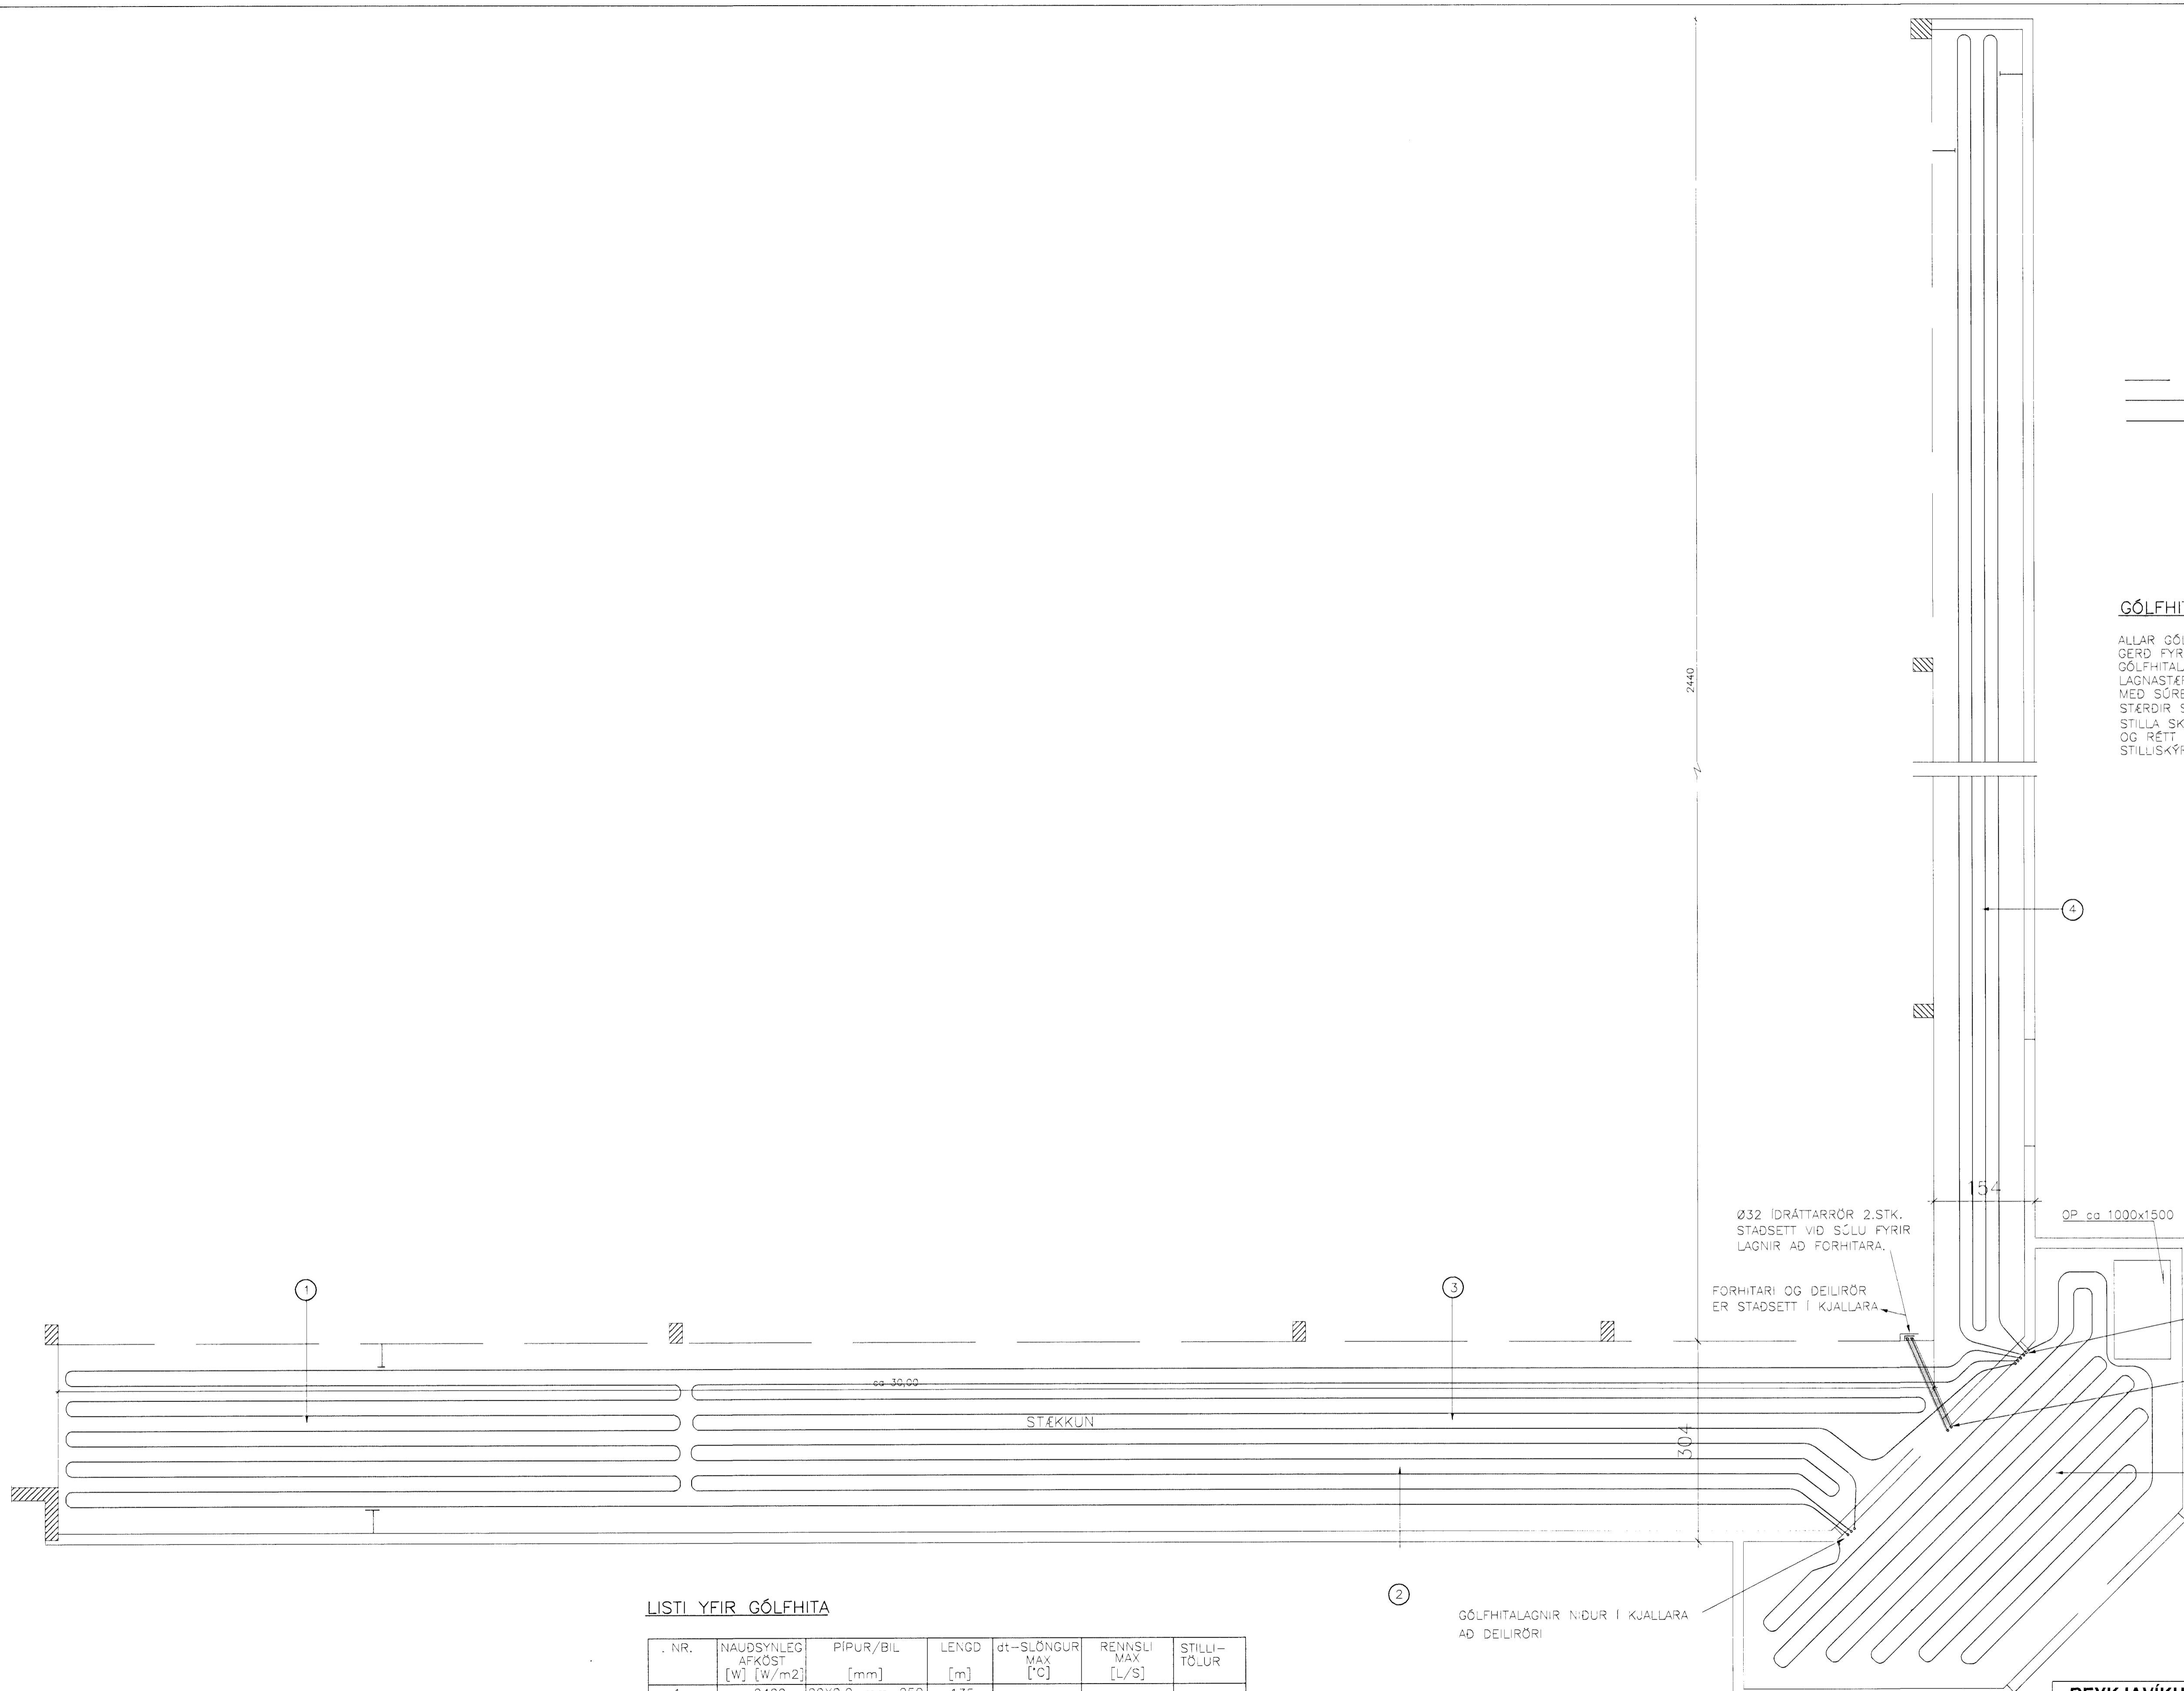 2440
GÓLFHI
ALLAR GÓL
GERÐ FYR
GÓLFHITAL
LAGNASTÆ
MEÐ SÚRE
STÆRÐIR S
STILLA SK
OG RÉTT
STILLISKÝR
4
154
Ø32 ÍDRÁTTARRÖR 2.STK.
STAÐSETT VIÐ SÚLU FYRIR
LAGNIR AÐ FORHITARA.
OP ca 1000x1500
FORHITARI OG DEILIRÖR
ER STAÐSETT Í KJALLARA
1
3
ca 30,00
STÆKKUN
304
2
GÓLFHITALAGNIR NIÐUR Í KJALLARA
AÐ DEILIRÖRI
LISTI YFIR GÓLFHITA
. NR. NAUÐSYNLEG PÍPUR/BIL LENGD dt-SLÖNGUR RENNSLI STILLI-
AFKÖST MAX MAX TÖLUR
[W] [W/m2] [mm] [m] [°C] [L/S]